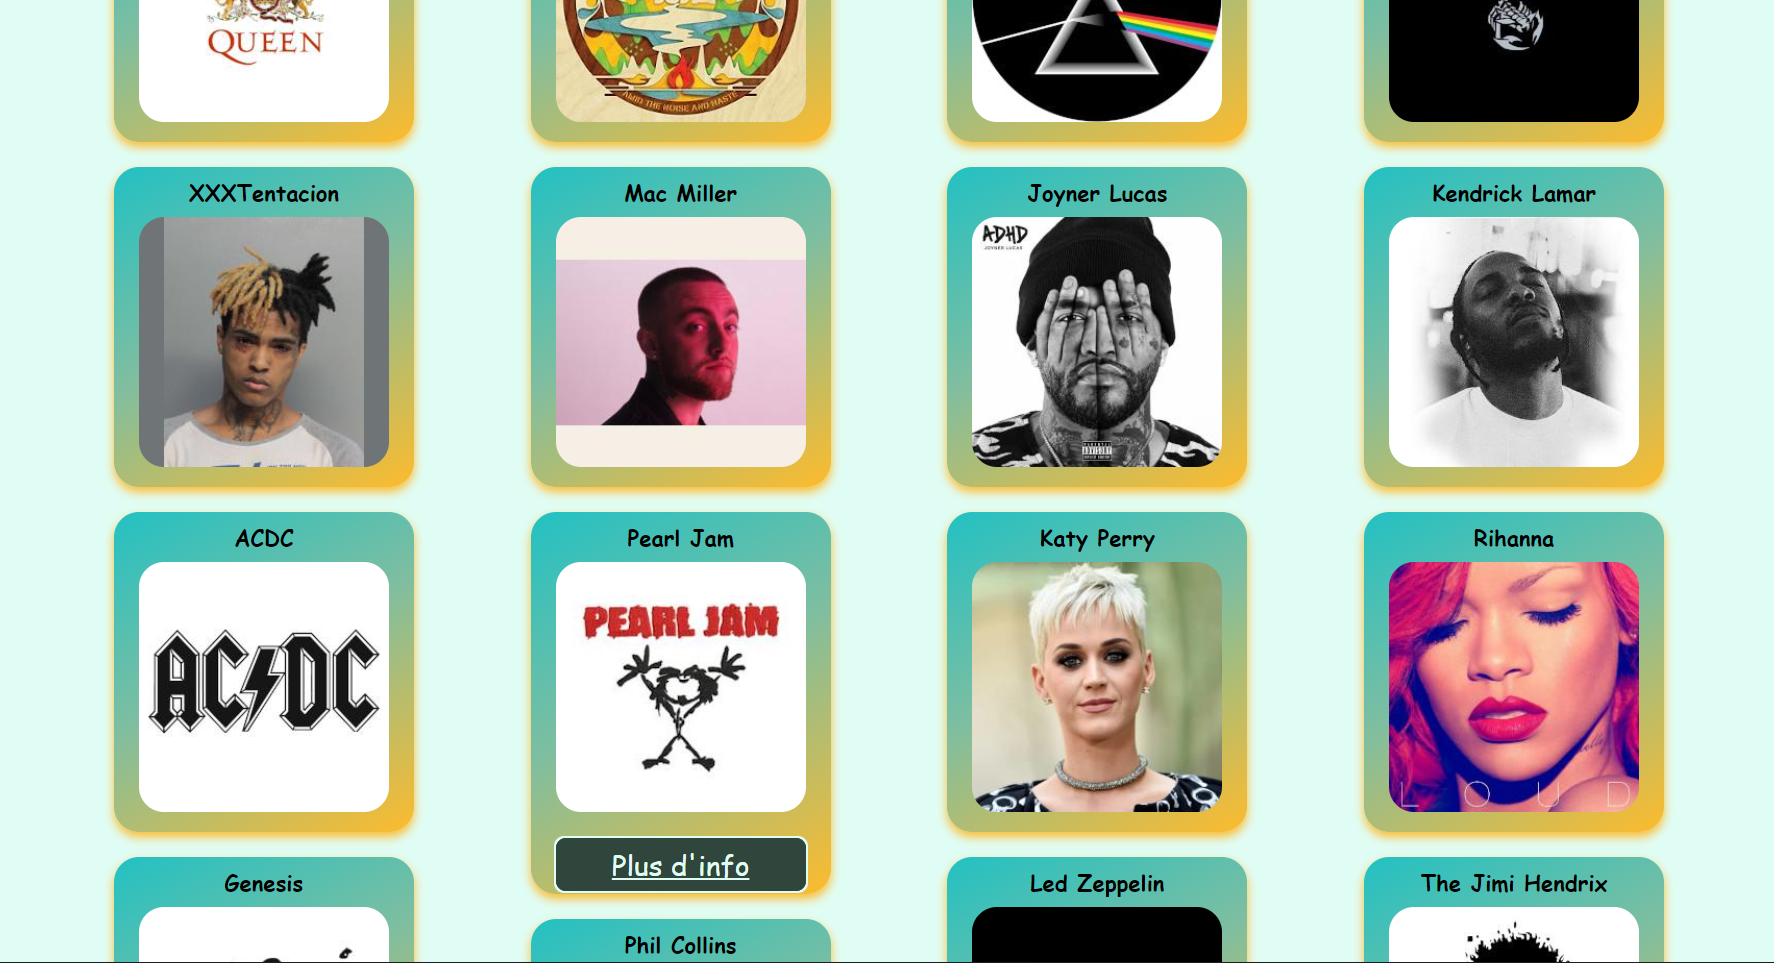 QUEEN
AMID THE NOISE AND HASTE
XXXTentacion
Mac Miller
Joyner Lucas
Kendrick Lamar
ADHD
JOYNER LUCAS
ADVISORY
ACDC
Pearl Jam
Katy Perry
Rihanna
AC DC
PEARL JAM
L O U D
Plus d'info
Genesis
Led Zeppelin
The Jimi Hendrix
Phil Collins